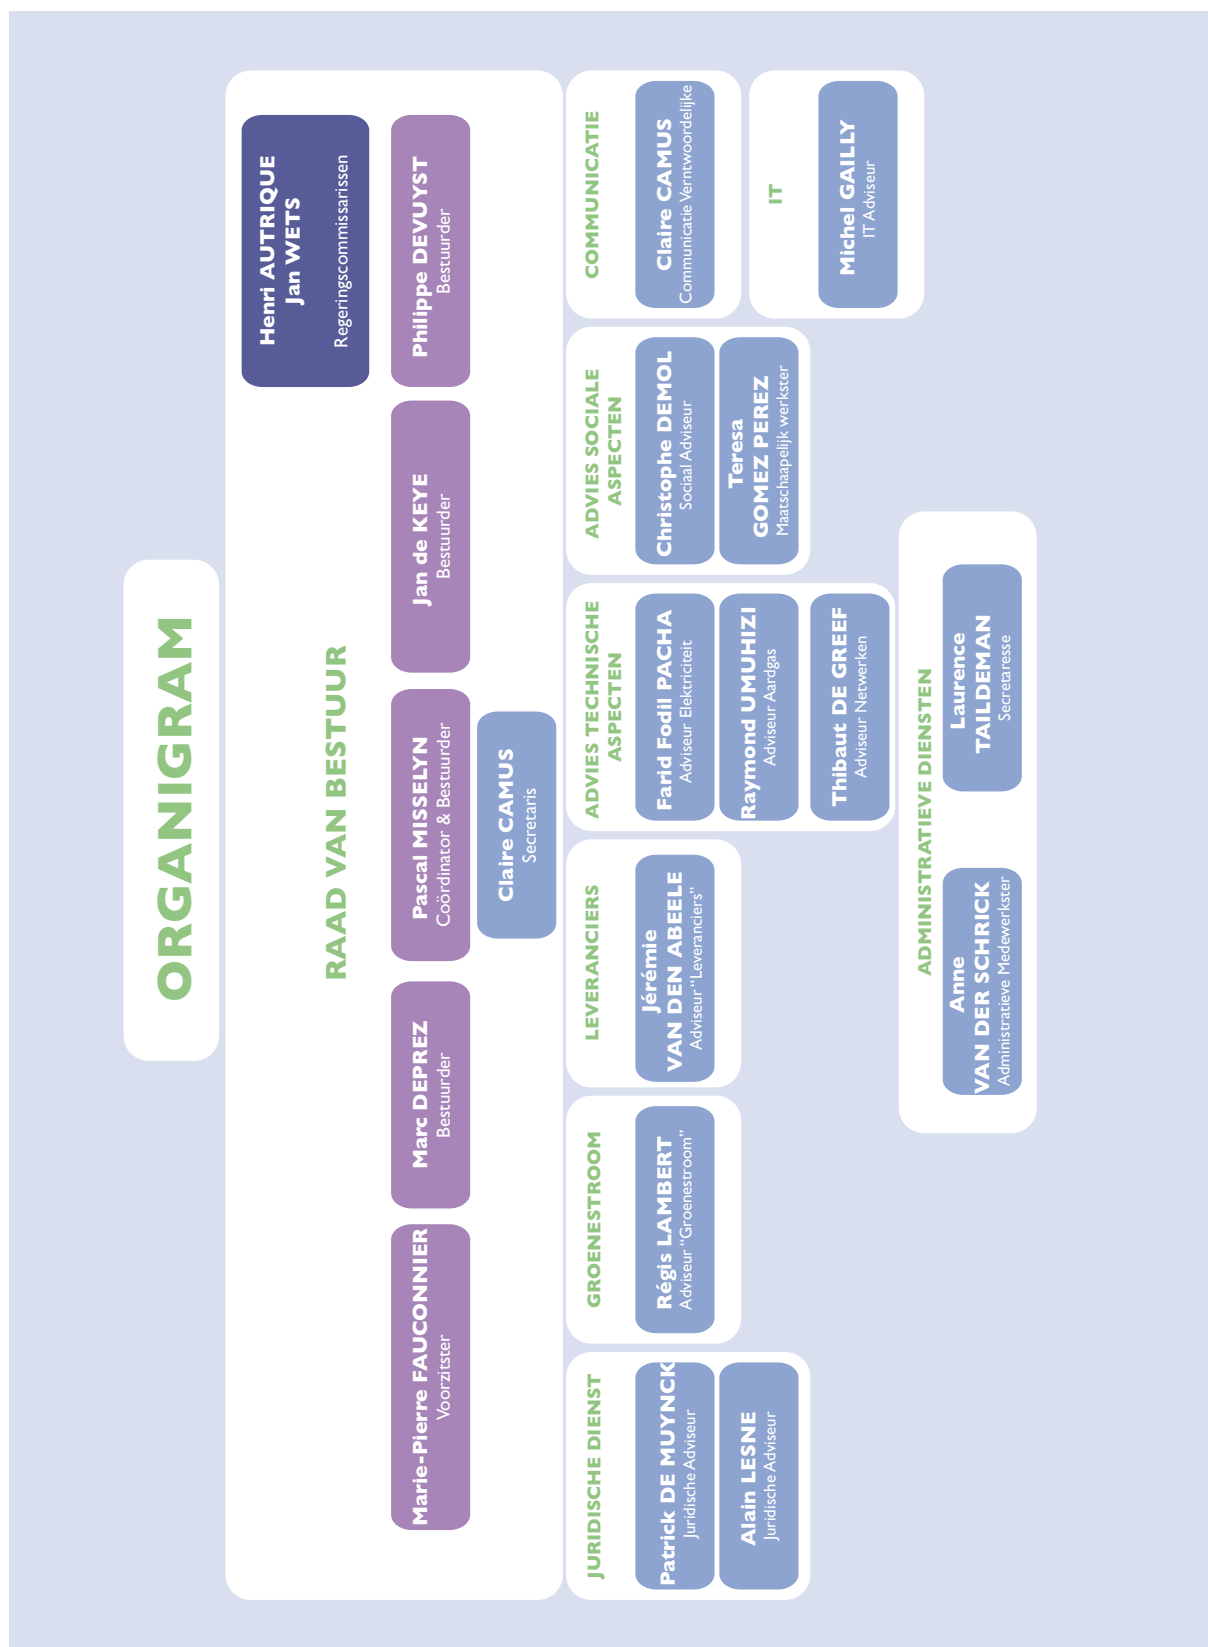 ORGANIGRAM
Henri AUTRIQUE
Jan WETS
Regeringscommissarissen
RAAD VAN BESTUUR
Marie-Pierre FAUCONNIER
Voorzitster
Marc DEPREZ
Bestuurder
Pascal MISSELYN
Coördinator & Bestuurder
Jan de KEYE
Bestuurder
Philippe DEVUYST
Bestuurder
Claire CAMUS
Secretaris
JURIDISCHE DIENST
Patrick DE MUYNCK
Juridische Adviseur
Alain LESNE
Juridische Adviseur
GROENESTROOM
Régis LAMBERT
Adviseur “Groenestroom”
LEVERANCIERS
Jérémie
VAN DEN ABEELE
Adviseur “Leveranciers”
ADVIES TECHNISCHE
ASPECTEN
Farid Fodil PACHA
Adviseur Elektriciteit
Raymond UMUHIZI
Adviseur Aardgas
Thibaut DE GREEF
Adviseur Netwerken
ADVIES SOCIALE
ASPECTEN
Christophe DEMOL
Sociaal Adviseur
Teresa
GOMEZ PEREZ
Maatschaapelijk werkster
COMMUNICATIE
Claire CAMUS
Communicatie Verntwoordelijke
IT
Michel GAILLY
IT Adviseur
ADMINISTRATIEVE DIENSTEN
Anne
VAN DER SCHRICK
Administratieve Medewerkster
Laurence
TAILDEMAN
Secretaresse